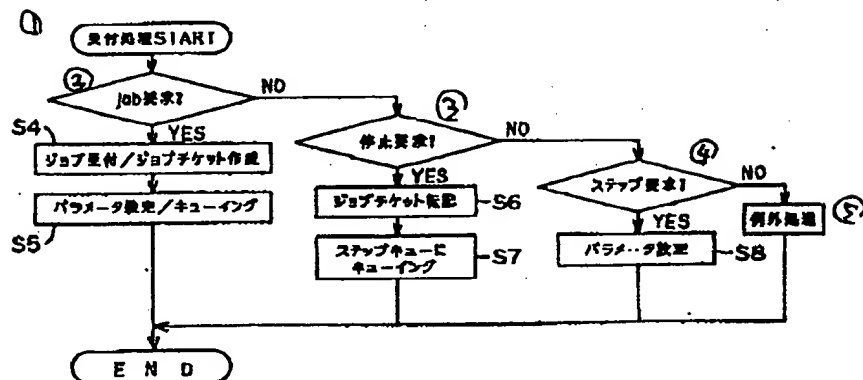 ①
受付処理START
②
job要求?
NO
YES
③
停止要求?
NO
YES
④
ステップ要求?
NO
YES
S4
ジョブ受付/ジョブチケット作成
パラメータ設定/キューイング
S5
ジョブチケット転記
S6
ステップキューに
キューイング
S7
パラメータ設定
S8
例外処理
⑤
END